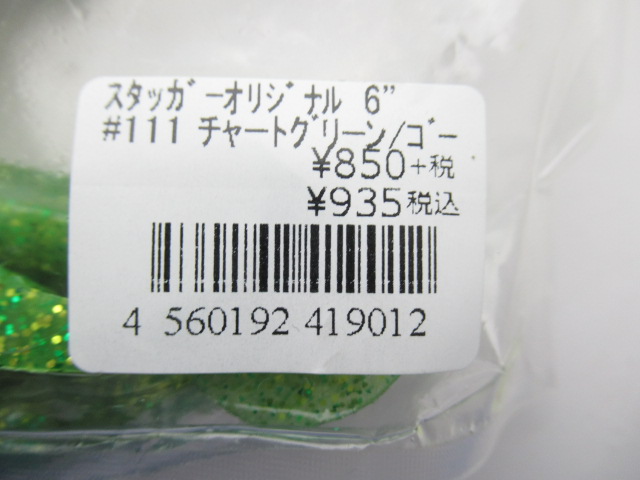 ｽﾀｯｶﾞｰｵﾘｼﾞﾅﾙ 6”
#111 ﾁｬｰﾄｸﾞﾘｰﾝ/ｺﾞｰ
¥850+税
¥935税込
4 560192 419012